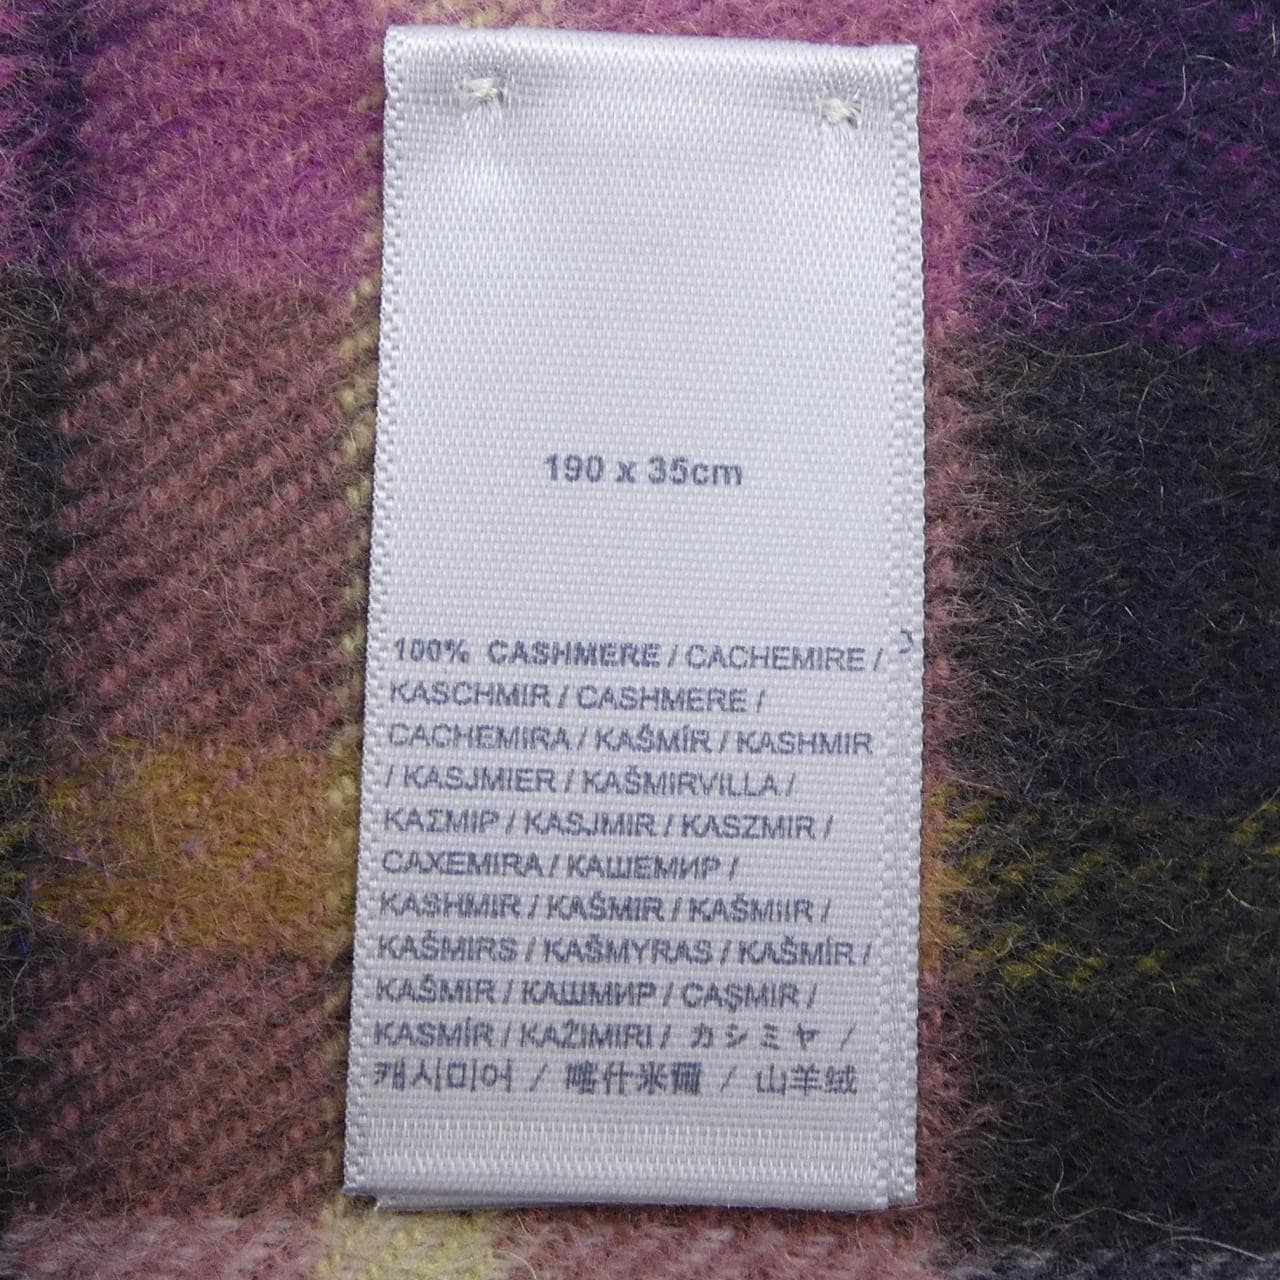 190 x 35cm
100% CASHMERE / CACHEMIRE /
KASCHMIR / CASHMERE /
CACHEMIRA / KAŠMÍR / KASHMIR
/ KASJMIER / KAŠMIRVILLA /
ΚΑΣΜΙΡ / KASJMIR / KASZMIR /
CAXEMIRA / КАШЕМИР /
KASHMIR / KAŠMIR / KAŠMIIR /
KAŠMIRS / KAŠMYRAS / KAŠMÍR /
KAŠMIR / КАШМИР / CAŞMIR /
KASMÍR / KAŽIMIRI / カシミヤ /
캐시미어 / 喀什米爾 / 山羊绒